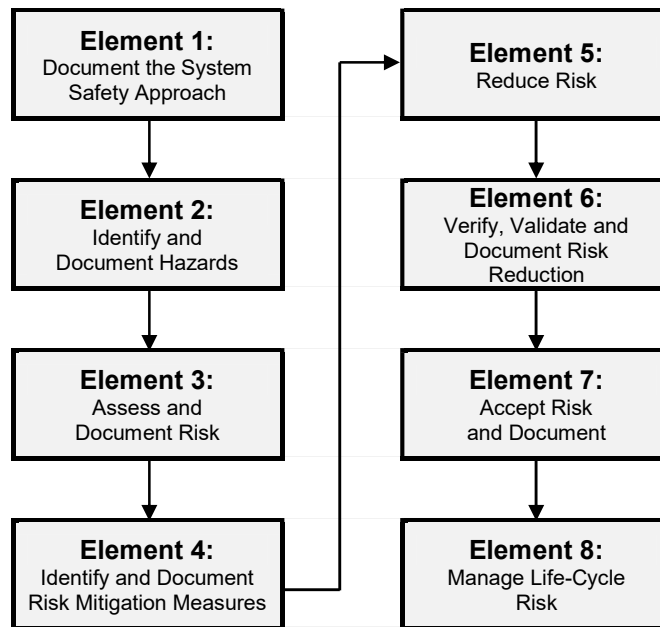 Element 1:
Document the System
Safety Approach
Element 2:
Identify and
Document Hazards
Element 3:
Assess and
Document Risk
Element 4:
Identify and Document
Risk Mitigation Measures
Element 5:
Reduce Risk
Element 6:
Verify, Validate and
Document Risk
Reduction
Element 7:
Accept Risk
and Document
Element 8:
Manage Life-Cycle
Risk